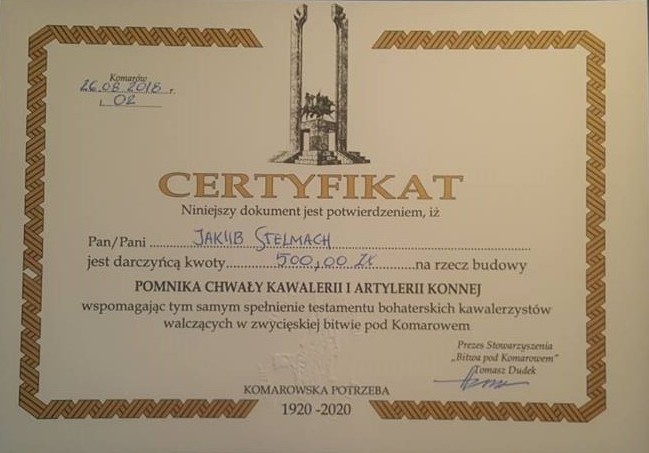 Komarów
26.08.2018 r.
L. 02
CERTYFIKAT
Niniejszy dokument jest potwierdzeniem, iż
Pan/Pani JAKUB STELMACH
jest darczyńcą kwoty 500,00 ZŁ na rzecz budowy
POMNIKA CHWAŁY KAWALERII I ARTYLERII KONNEJ
wspomagając tym samym spełnienie testamentu bohaterskich kawalerzystów
walczących w zwycięskiej bitwie pod Komarowem
Prezes Stowarzyszenia
„Bitwa pod Komarowem"
Tomasz Dudek
KOMAROWSKA POTRZEBA
1920 -2020